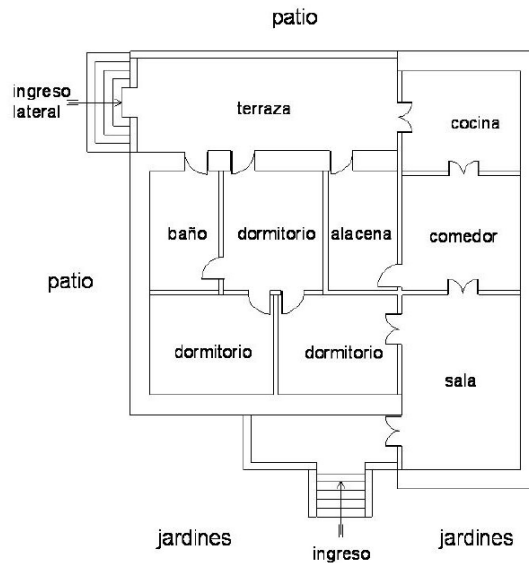 patio
ingreso
lateral
terraza
cocina
baño
dormitorio
alacena
comedor
patio
dormitorio
dormitorio
sala
jardines
ingreso
jardines